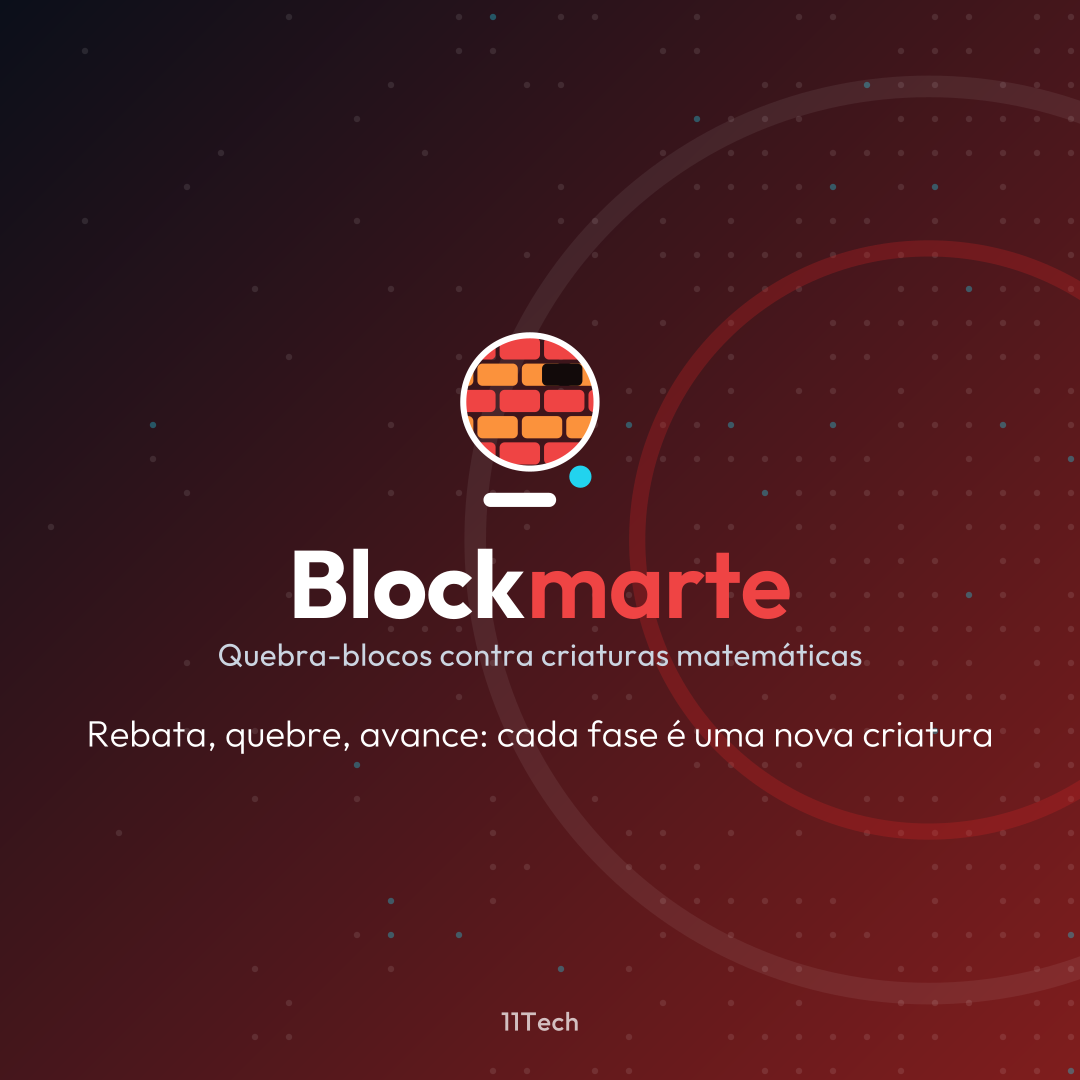 Blockmarte
Quebra-blocos contra criaturas matemáticas
Rebata, quebre, avance: cada fase é uma nova criatura
11Tech